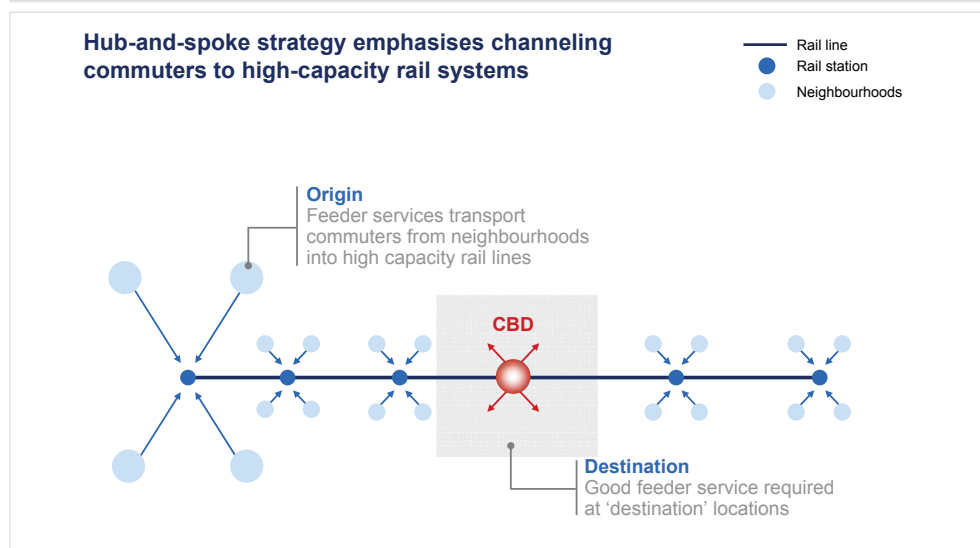 Hub-and-spoke strategy emphasises channeling
commuters to high-capacity rail systems
Rail line
Rail station
Neighbourhoods
Origin
Feeder services transport
commuters from neighbourhoods
into high capacity rail lines
CBD
Destination
Good feeder service required
at ‘destination’ locations